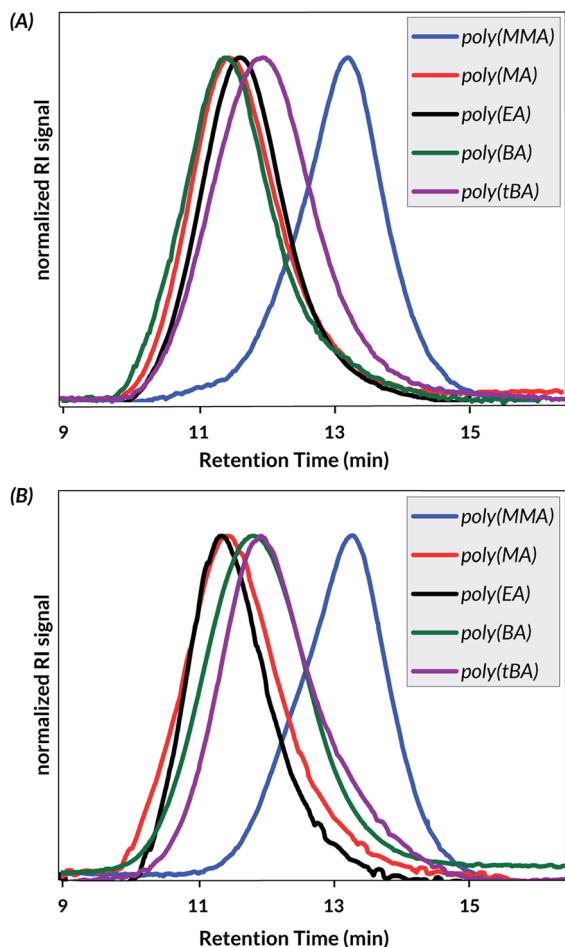 (A)
normalized RI signal
poly(MMA)
poly(MA)
poly(EA)
poly(BA)
poly(tBA)
9 11 13 15
Retention Time (min)
(B)
normalized RI signal
poly(MMA)
poly(MA)
poly(EA)
poly(BA)
poly(tBA)
9 11 13 15
Retention Time (min)